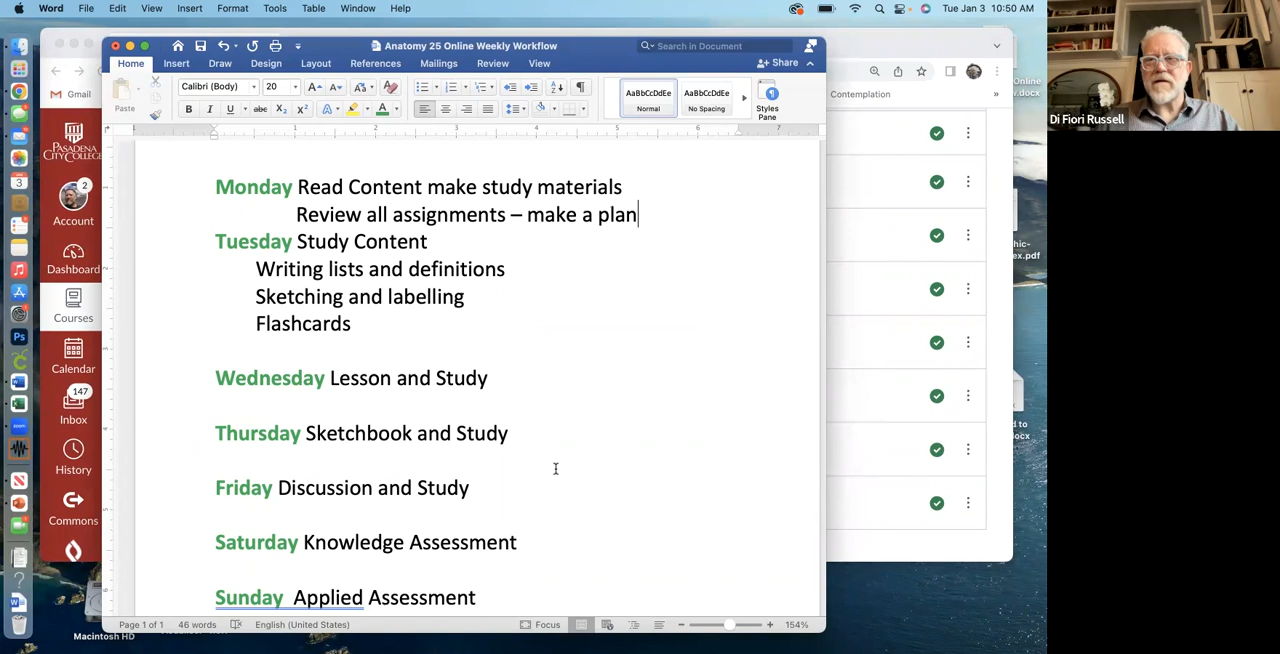 Word File Edit View Insert Format Tools Table Window Help
Tue Jan 3 10:50 AM
Anatomy 25 Online Weekly Workflow
Search in Document
Home Insert Draw Design Layout References Mailings Review View
Share
Paste
Calibri (Body) 20
AaBbCcDdEe AaBbCcDdEe
Normal No Spacing
Styles
Pane
Gmail
Contemplation
PASADENA
CITY COLLEGE
2
Account
Dashboard
Courses
Calendar
147
Inbox
History
Commons
Monday Read Content make study materials
Review all assignments – make a plan
Tuesday Study Content
Writing lists and definitions
Sketching and labelling
Flashcards
Wednesday Lesson and Study
Thursday Sketchbook and Study
Friday Discussion and Study
Saturday Knowledge Assessment
Sunday Applied Assessment
Page 1 of 1 46 words English (United States) Focus 154%
Macintosh HD
Di Fiori Russell